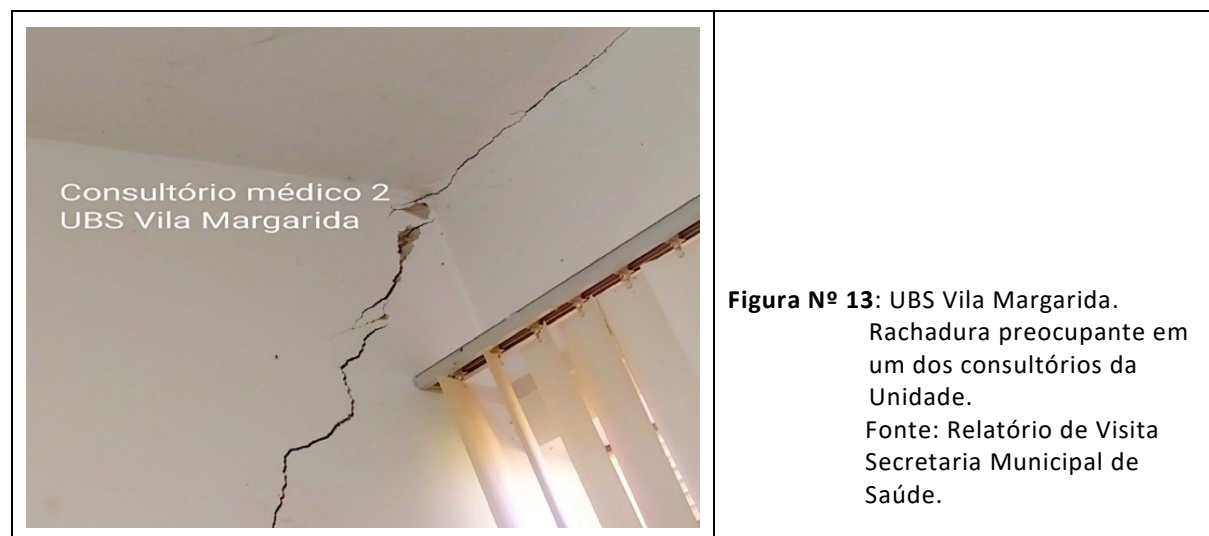 Consultório médico 2
UBS Vila Margarida
Figura Nº 13: UBS Vila Margarida.
Rachadura preocupante em
um dos consultórios da
Unidade.
Fonte: Relatório de Visita
Secretaria Municipal de
Saúde.